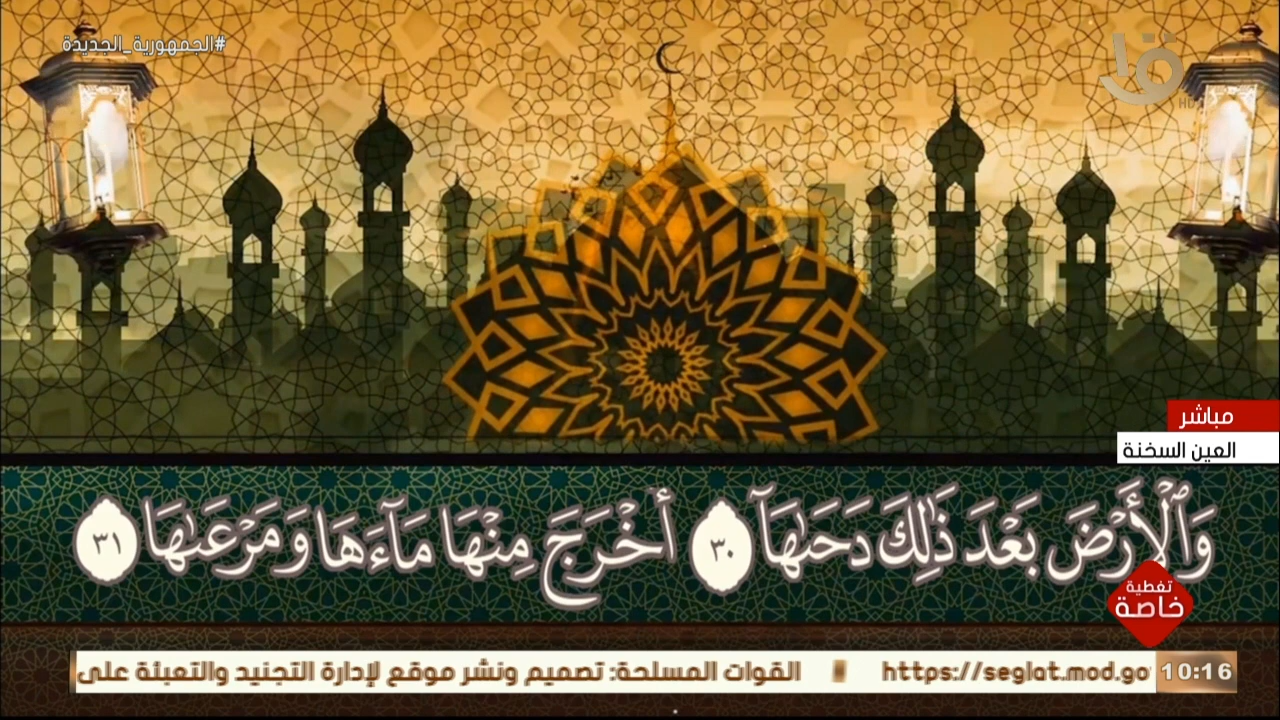 #الجمهورية_الجديدة
HD
مباشر
العين السخنة
وَٱلْأَرْضَ بَعْدَ ذَٰلِكَ دَحَىٰهَآ ٣٠ أَخْرَجَ مِنْهَا مَآءَهَا وَمَرْعَىٰهَا ٣١
تغطية
خاصة
10:16 https://seglat.mod.go القوات المسلحة: تصميم ونشر موقع لإدارة التجنيد والتعبئة على